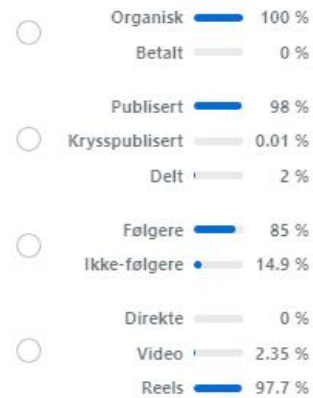 Organisk 100 %
Betalt 0 %
Publisert 98 %
Krysspublisert 0.01 %
Delt 2 %
Følgere 85 %
Ikke-følgere 14.9 %
Direkte 0 %
Video 2.35 %
Reels 97.7 %